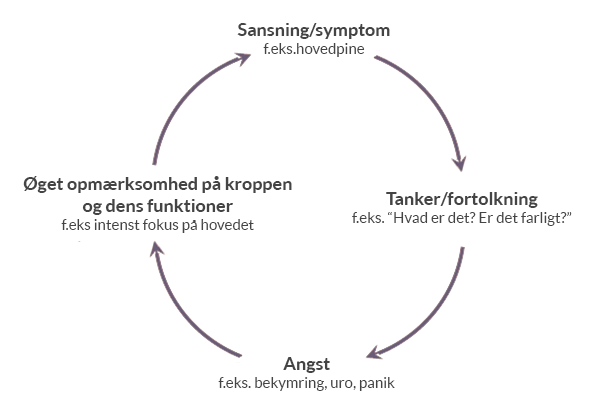 Sansning/symptom
f.eks.hovedpine
Tanker/fortolkning
f.eks. “Hvad er det? Er det farligt?”
Angst
f.eks. bekymring, uro, panik
Øget opmærksomhed på kroppen
og dens funktioner
f.eks intenst fokus på hovedet